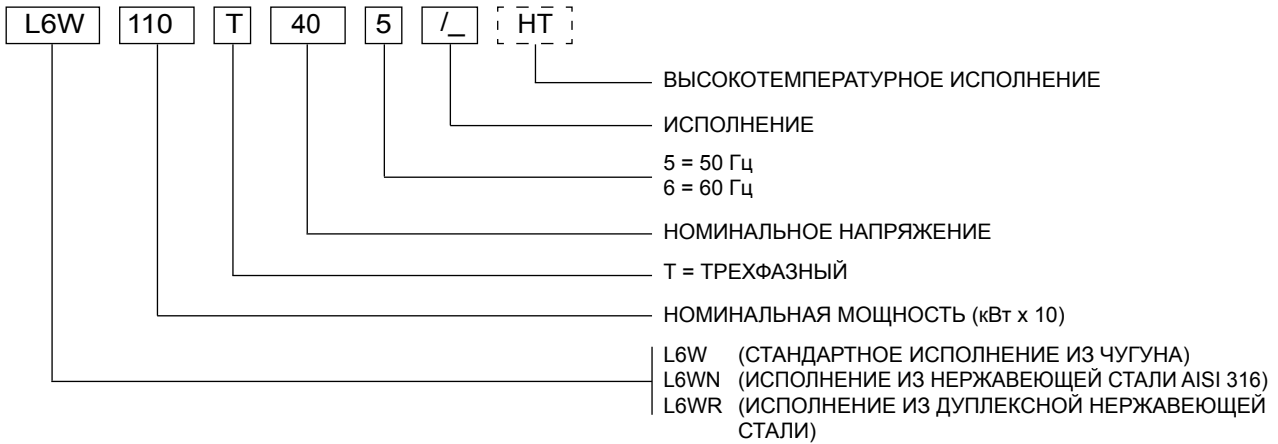 L6W 110 T 40 5 /_ HT
ВЫСОКОТЕМПЕРАТУРНОЕ ИСПОЛНЕНИЕ
ИСПОЛНЕНИЕ
5 = 50 Гц
6 = 60 Гц
НОМИНАЛЬНОЕ НАПРЯЖЕНИЕ
T = ТРЕХФАЗНЫЙ
НОМИНАЛЬНАЯ МОЩНОСТЬ (кВт x 10)
L6W (СТАНДАРТНОЕ ИСПОЛНЕНИЕ ИЗ ЧУГУНА)
L6WN (ИСПОЛНЕНИЕ ИЗ НЕРЖАВЕЮЩЕЙ СТАЛИ AISI 316)
L6WR (ИСПОЛНЕНИЕ ИЗ ДУПЛЕКСНОЙ НЕРЖАВЕЮЩЕЙ
СТАЛИ)